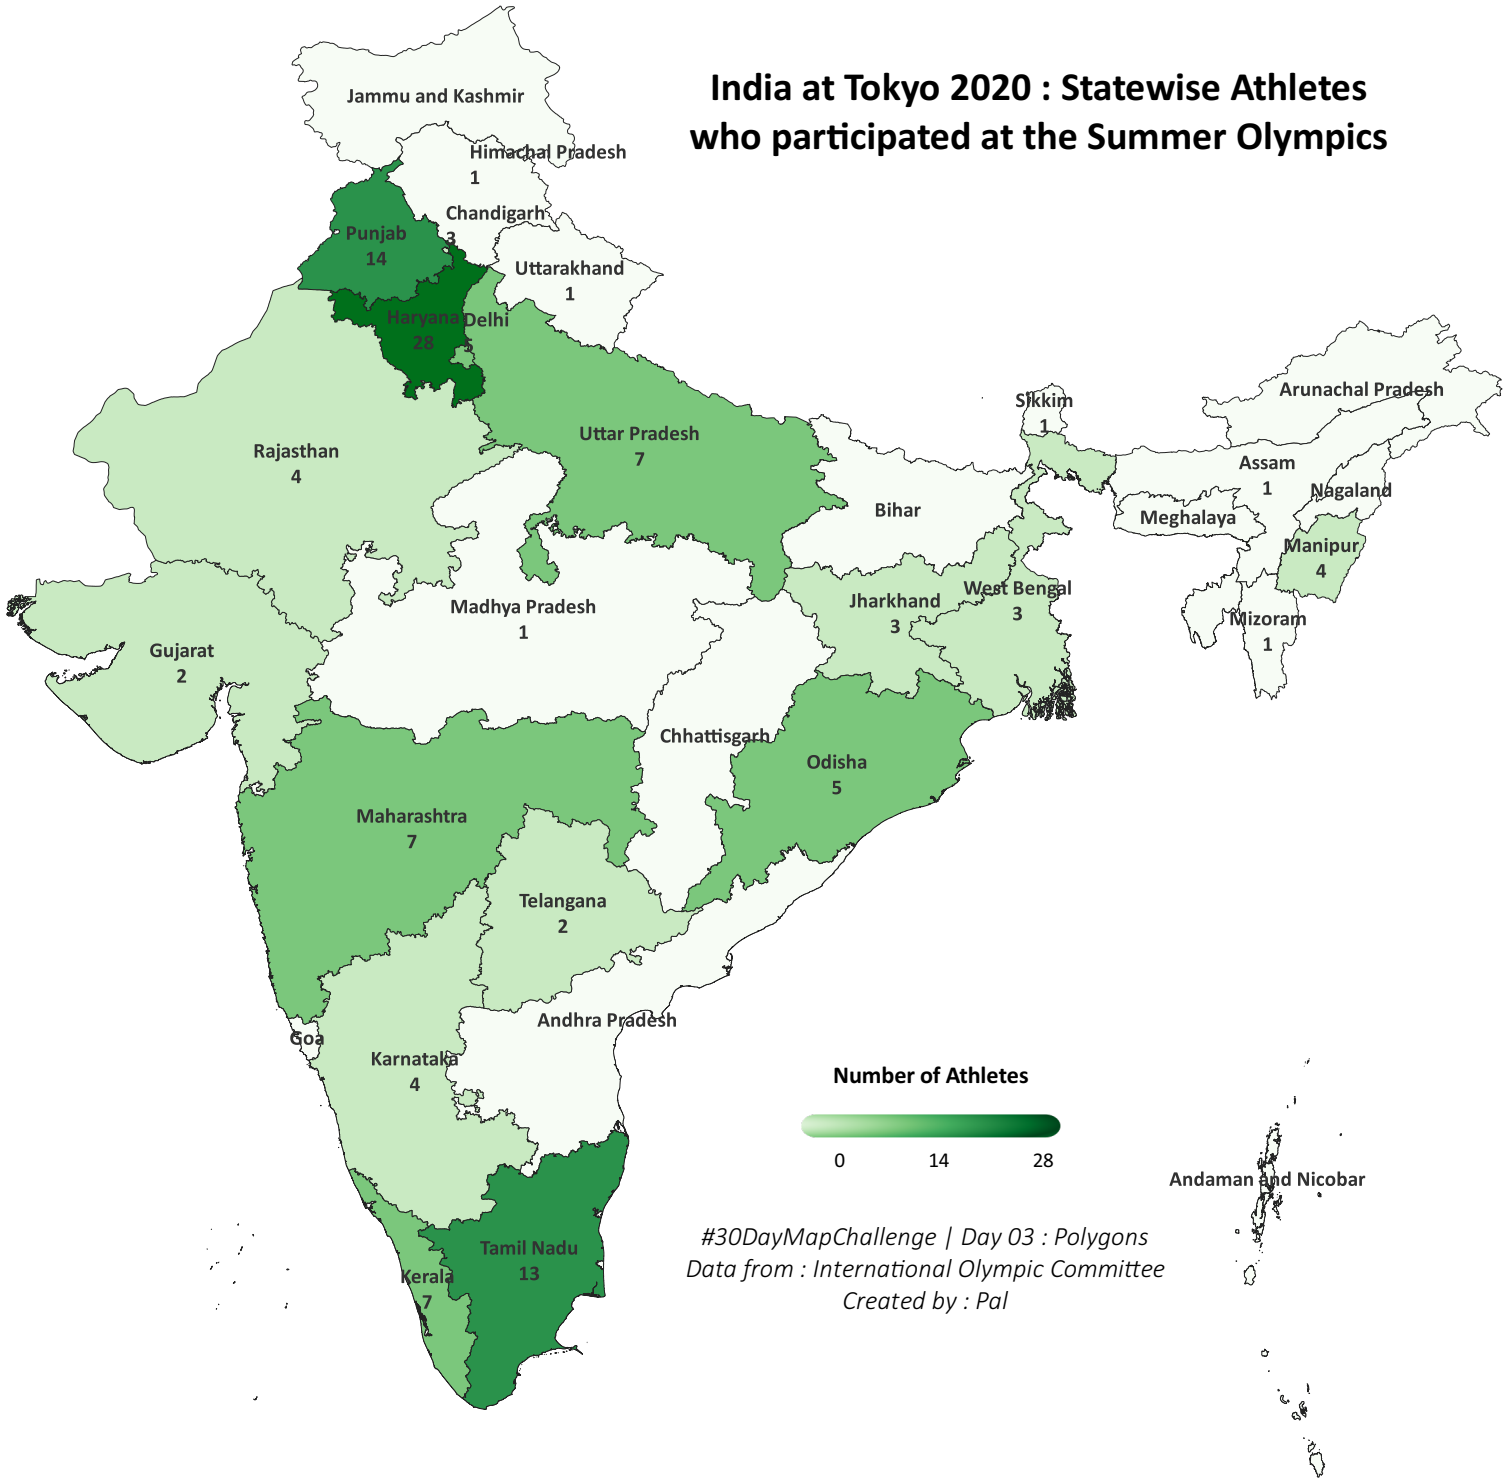 India at Tokyo 2020 : Statewise Athletes
who participated at the Summer Olympics
Jammu and Kashmir
Himachal Pradesh
1
Chandigarh
3
Punjab
14
Uttarakhand
1
Haryana
28
Delhi
5
Rajasthan
4
Uttar Pradesh
7
Sikkim
1
Arunachal Pradesh
Assam
1
Nagaland
Meghalaya
Bihar
Manipur
4
Mizoram
1
West Bengal
3
Jharkhand
3
Madhya Pradesh
1
Gujarat
2
Chhattisgarh
Odisha
5
Maharashtra
7
Telangana
2
Andhra Pradesh
Goa
Karnataka
4
Tamil Nadu
13
Kerala
7
Number of Athletes
0 14 28
Andaman and Nicobar
#30DayMapChallenge | Day 03 : Polygons
Data from : International Olympic Committee
Created by : Pal